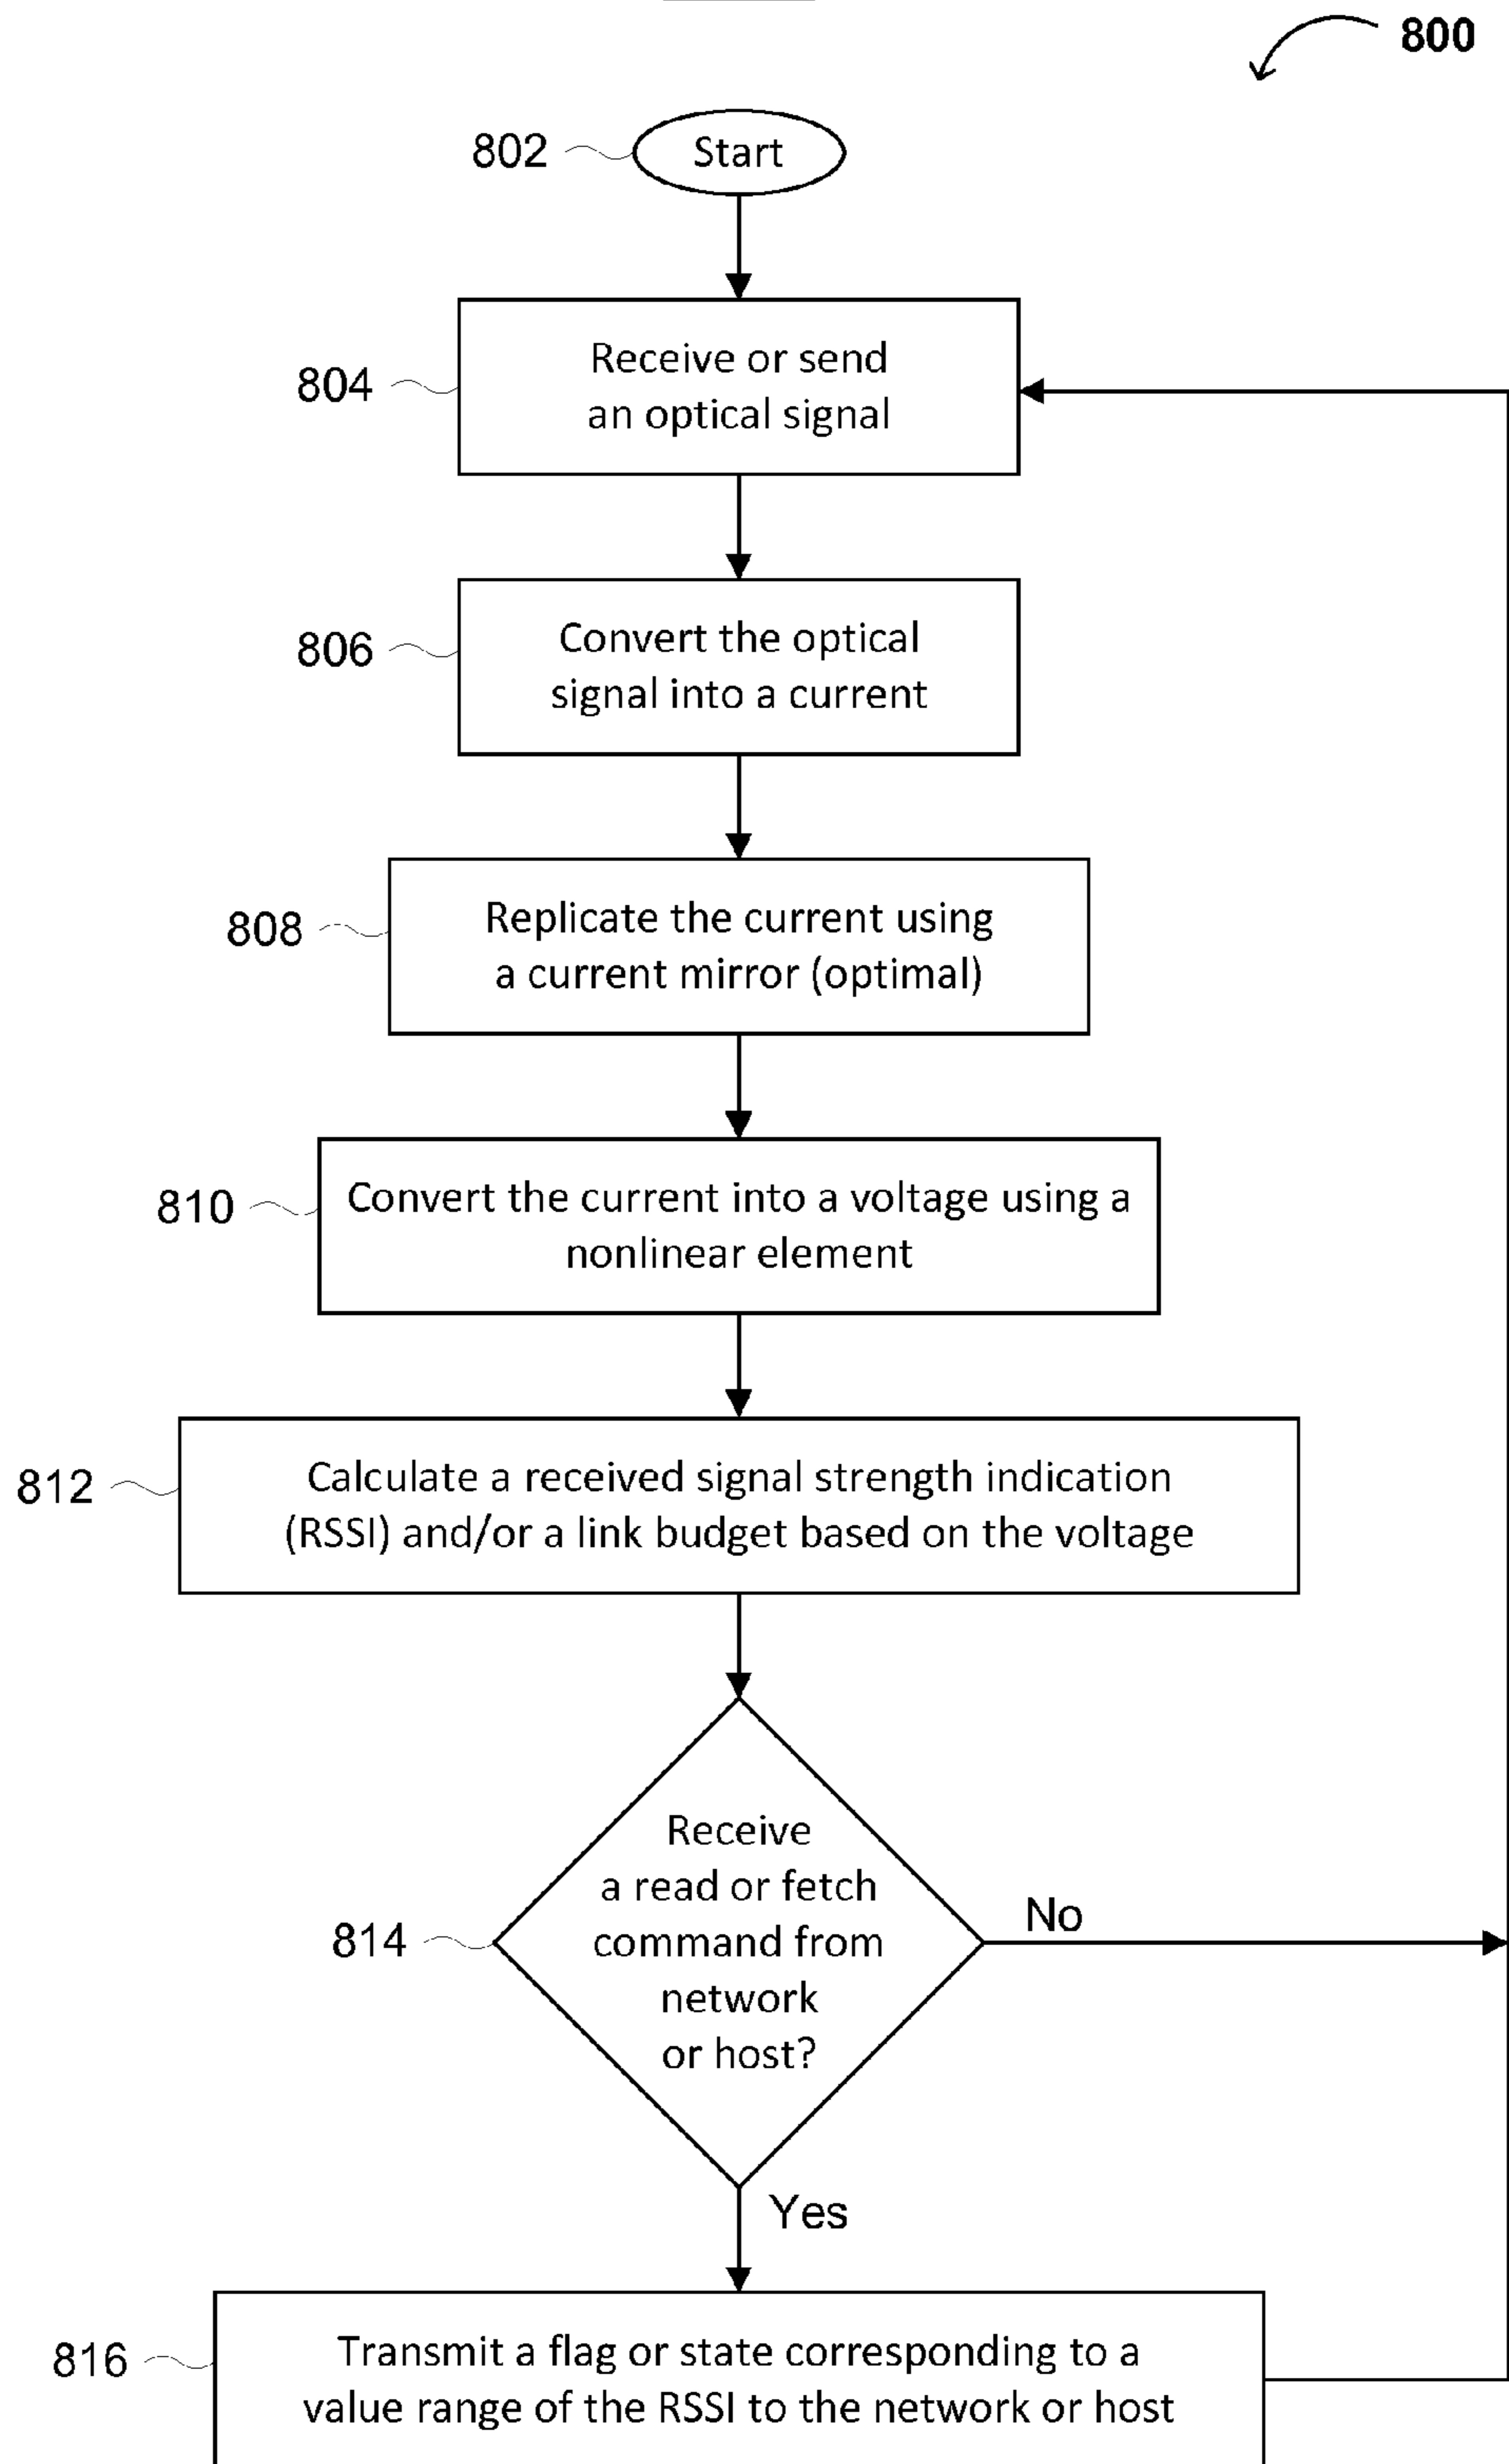 800
802
Start
804
Receive or send
an optical signal
806
Convert the optical
signal into a current
808
Replicate the current using
a current mirror (optimal)
810
Convert the current into a voltage using a
nonlinear element
812
Calculate a received signal strength indication
(RSSI) and/or a link budget based on the voltage
814
Receive
a read or fetch
command from
network
or host?
No
Yes
816
Transmit a flag or state corresponding to a
value range of the RSSI to the network or host